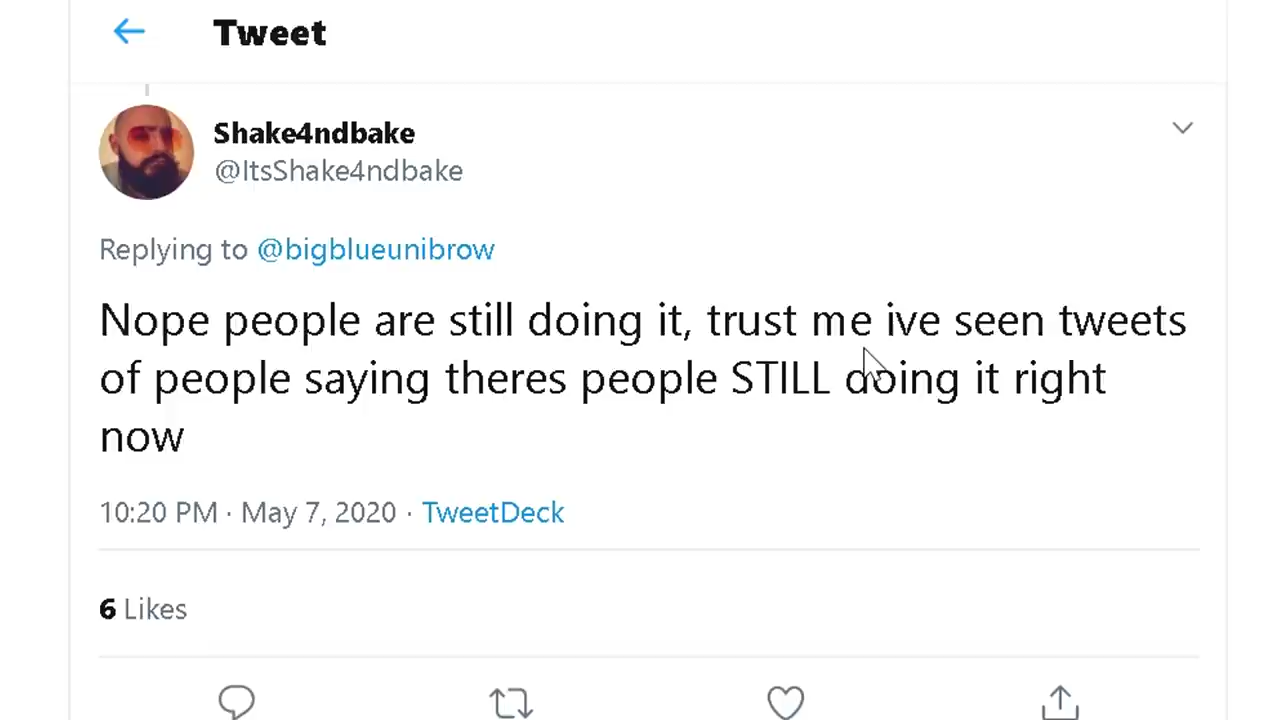 Tweet
Shake4ndbake
@ItsShake4ndbake
Replying to @bigblueunibrow
Nope people are still doing it, trust me ive seen tweets
of people saying theres people STILL doing it right
now
10:20 PM · May 7, 2020 · TweetDeck
6 Likes